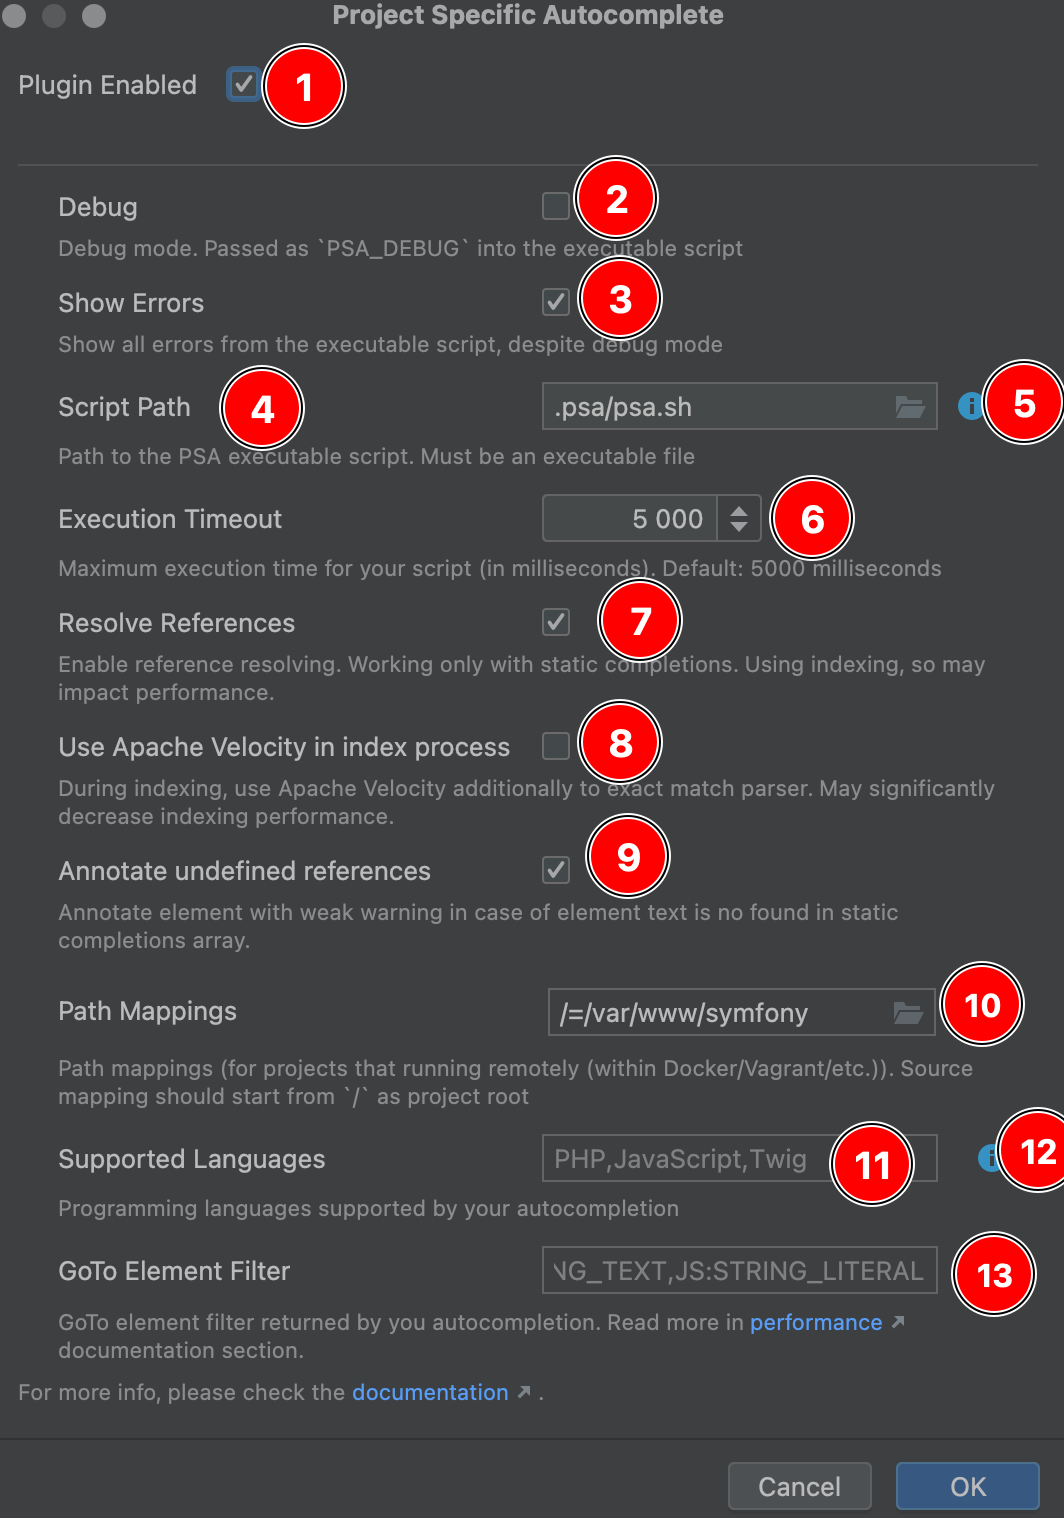 Project Specific Autocomplete
Plugin Enabled 1
Debug 2
Debug mode. Passed as `PSA_DEBUG` into the executable script
Show Errors 3
Show all errors from the executable script, despite debug mode
Script Path 4 .psa/psa.sh i 5
Path to the PSA executable script. Must be an executable file
Execution Timeout 5 000 6
Maximum execution time for your script (in milliseconds). Default: 5000 milliseconds
Resolve References 7
Enable reference resolving. Working only with static completions. Using indexing, so may
impact performance.
Use Apache Velocity in index process 8
During indexing, use Apache Velocity additionally to exact match parser. May significantly
decrease indexing performance.
Annotate undefined references 9
Annotate element with weak warning in case of element text is no found in static
completions array.
Path Mappings /=/var/www/symfony 10
Path mappings (for projects that running remotely (within Docker/Vagrant/etc.)). Source
mapping should start from `/` as project root
Supported Languages PHP,JavaScript,Twig 11 i 12
Programming languages supported by your autocompletion
GoTo Element Filter NG_TEXT,JS:STRING_LITERAL 13
GoTo element filter returned by you autocompletion. Read more in performance
documentation section.
For more info, please check the documentation .
Cancel OK